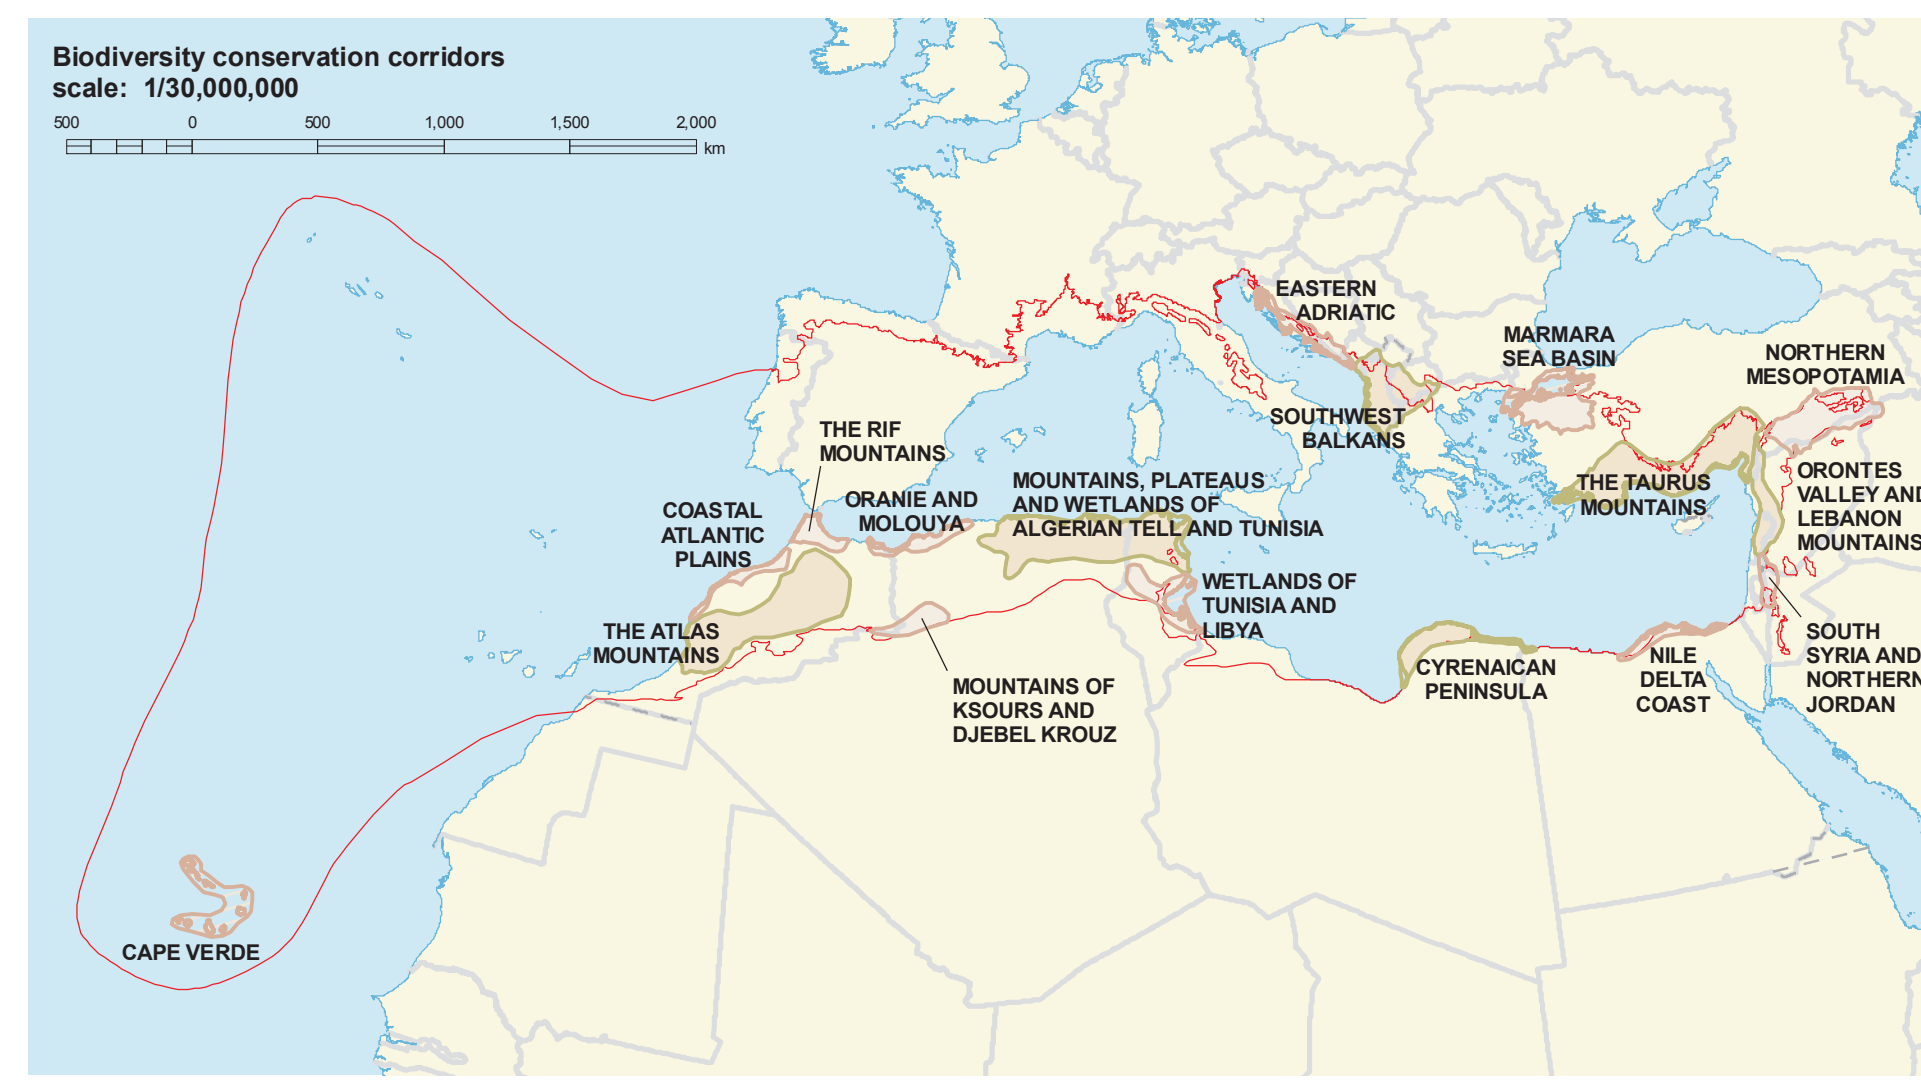 Biodiversity conservation corridors
scale: 1/30,000,000
500 0 500 1,000 1,500 2,000
km
EASTERN
ADRIATIC
MARMARA
SEA BASIN
NORTHERN
MESOPOTAMIA
SOUTHWEST
BALKANS
THE RIF
MOUNTAINS
COASTAL
ATLANTIC
PLAINS
ORANIE AND
MOLOUYA
MOUNTAINS, PLATEAUS
AND WETLANDS OF
ALGERIAN TELL AND TUNISIA
THE TAURUS
MOUNTAINS
ORONTES
VALLEY AND
LEBANON
MOUNTAINS
WETLANDS OF
TUNISIA AND
LIBYA
THE ATLAS
MOUNTAINS
CYRENAICAN
PENINSULA
NILE
DELTA
COAST
SOUTH
SYRIA AND
NORTHERN
JORDAN
MOUNTAINS OF
KSOURS AND
DJEBEL KROUZ
CAPE VERDE